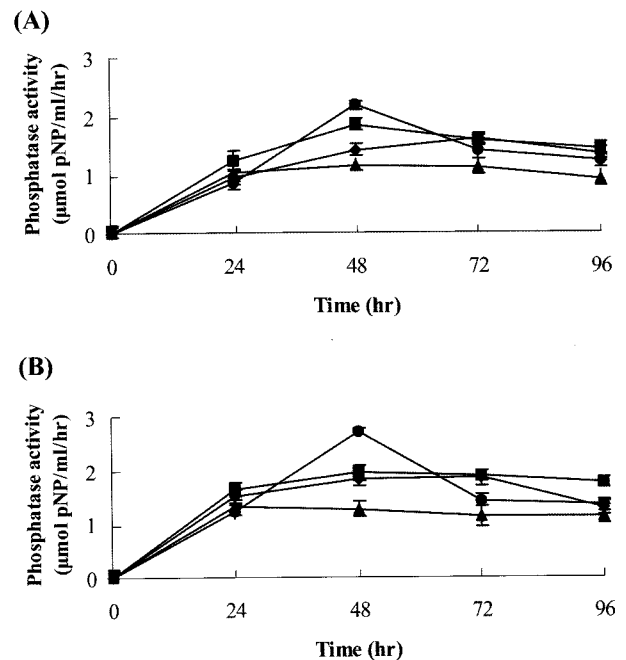 (A)
Phosphatase activity
(μmol pNP/ml/hr)
3
2
1
0
0 24 48 72 96
Time (hr)
(B)
Phosphatase activity
(μmol pNP/ml/hr)
3
2
1
0
0 24 48 72 96
Time (hr)